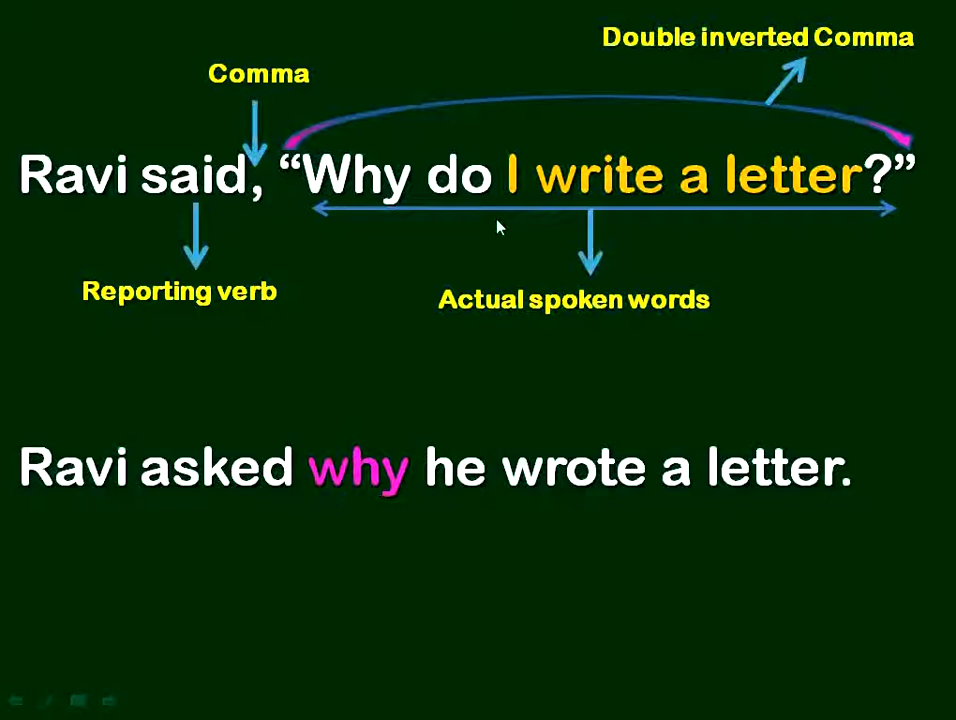 Double inverted Comma
Comma
Ravi said, “Why do I write a letter?”
Reporting verb
Actual spoken words
Ravi asked why he wrote a letter.